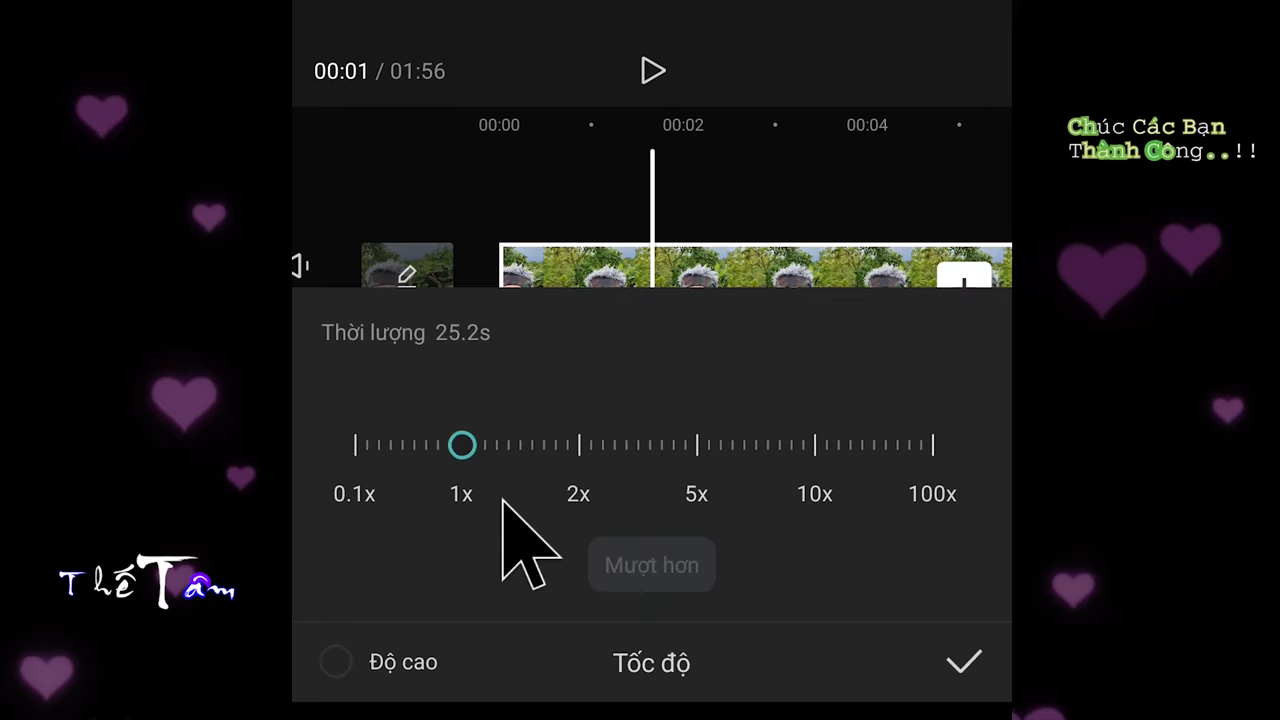 00:01 / 01:56
00:00 00:02 00:04
Chúc Các Bạn
Thành Công..!!
Thời lượng 25.2s
0.1x 1x 2x 5x 10x 100x
Mượt hơn
Thế Tâm
Độ cao Tốc độ